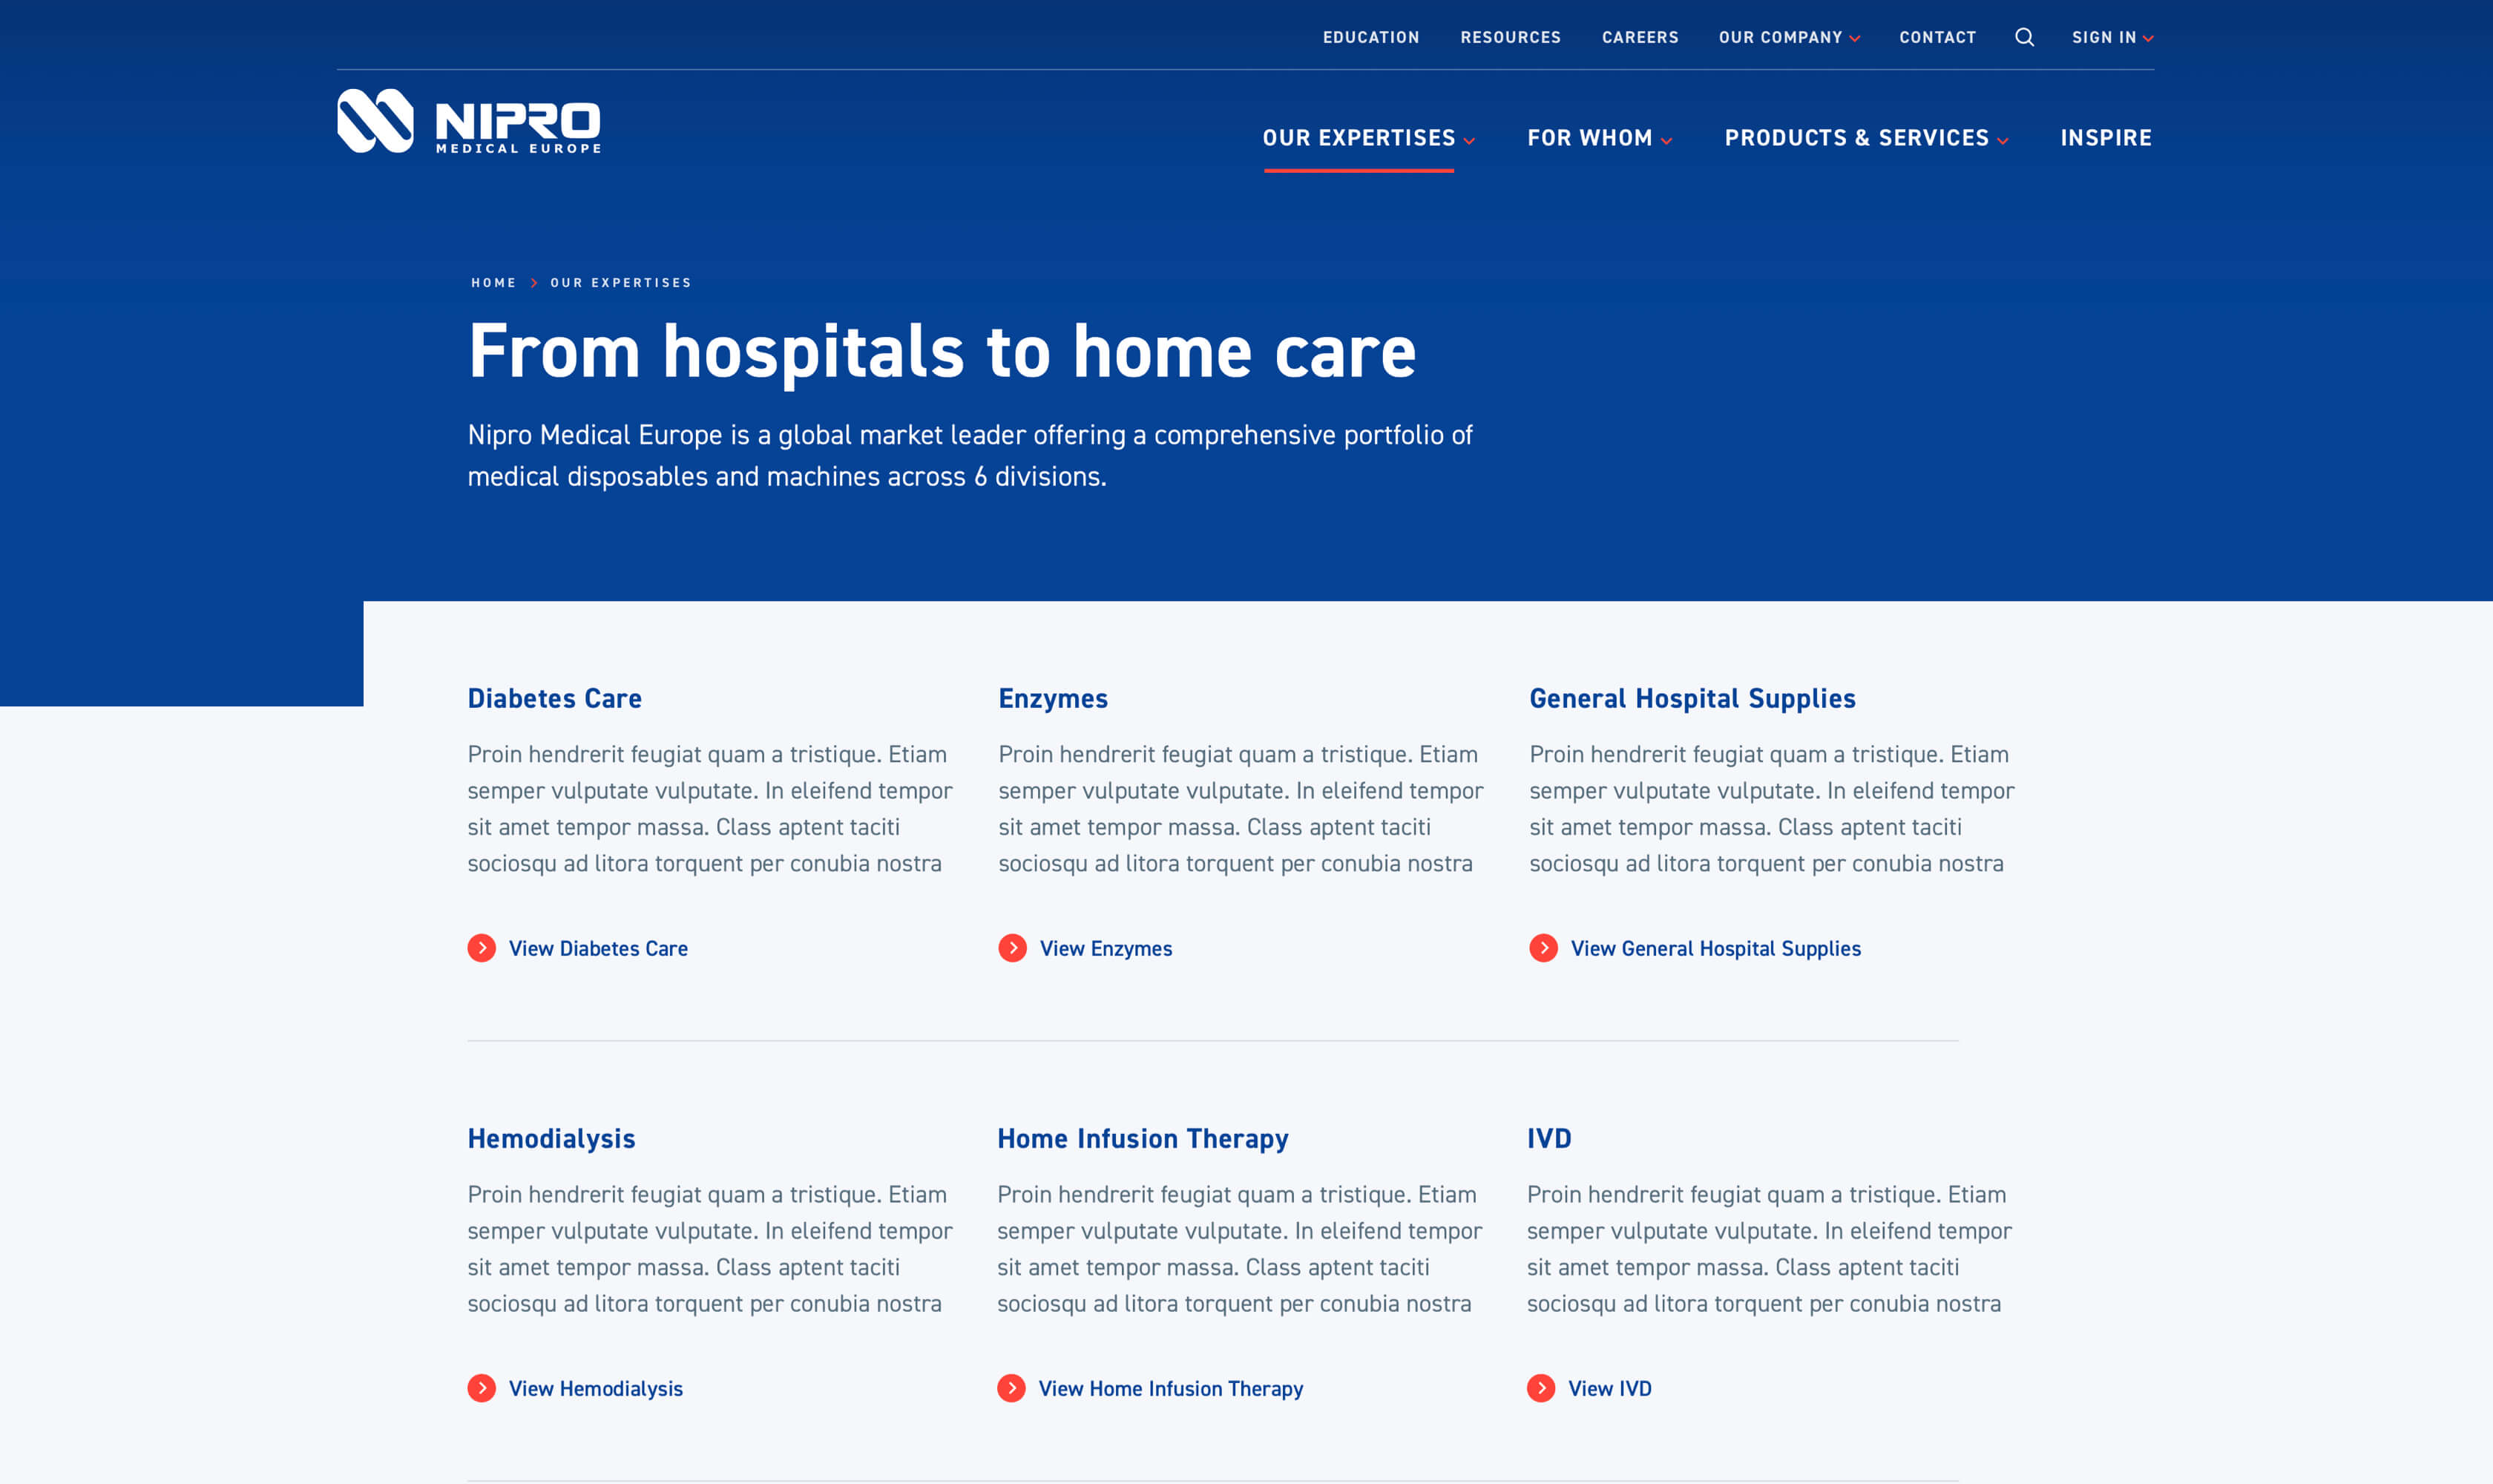 EDUCATION RESOURCES CAREERS OUR COMPANY CONTACT SIGN IN
NIPRO
MEDICAL EUROPE
OUR EXPERTISES FOR WHOM PRODUCTS & SERVICES INSPIRE
HOME OUR EXPERTISES
From hospitals to home care
Nipro Medical Europe is a global market leader offering a comprehensive portfolio of
medical disposables and machines across 6 divisions.
Diabetes Care
Proin hendrerit feugiat quam a tristique. Etiam
semper vulputate vulputate. In eleifend tempor
sit amet tempor massa. Class aptent taciti
sociosqu ad litora torquent per conubia nostra
View Diabetes Care
Enzymes
Proin hendrerit feugiat quam a tristique. Etiam
semper vulputate vulputate. In eleifend tempor
sit amet tempor massa. Class aptent taciti
sociosqu ad litora torquent per conubia nostra
View Enzymes
General Hospital Supplies
Proin hendrerit feugiat quam a tristique. Etiam
semper vulputate vulputate. In eleifend tempor
sit amet tempor massa. Class aptent taciti
sociosqu ad litora torquent per conubia nostra
View General Hospital Supplies
Hemodialysis
Proin hendrerit feugiat quam a tristique. Etiam
semper vulputate vulputate. In eleifend tempor
sit amet tempor massa. Class aptent taciti
sociosqu ad litora torquent per conubia nostra
View Hemodialysis
Home Infusion Therapy
Proin hendrerit feugiat quam a tristique. Etiam
semper vulputate vulputate. In eleifend tempor
sit amet tempor massa. Class aptent taciti
sociosqu ad litora torquent per conubia nostra
View Home Infusion Therapy
IVD
Proin hendrerit feugiat quam a tristique. Etiam
semper vulputate vulputate. In eleifend tempor
sit amet tempor massa. Class aptent taciti
sociosqu ad litora torquent per conubia nostra
View IVD